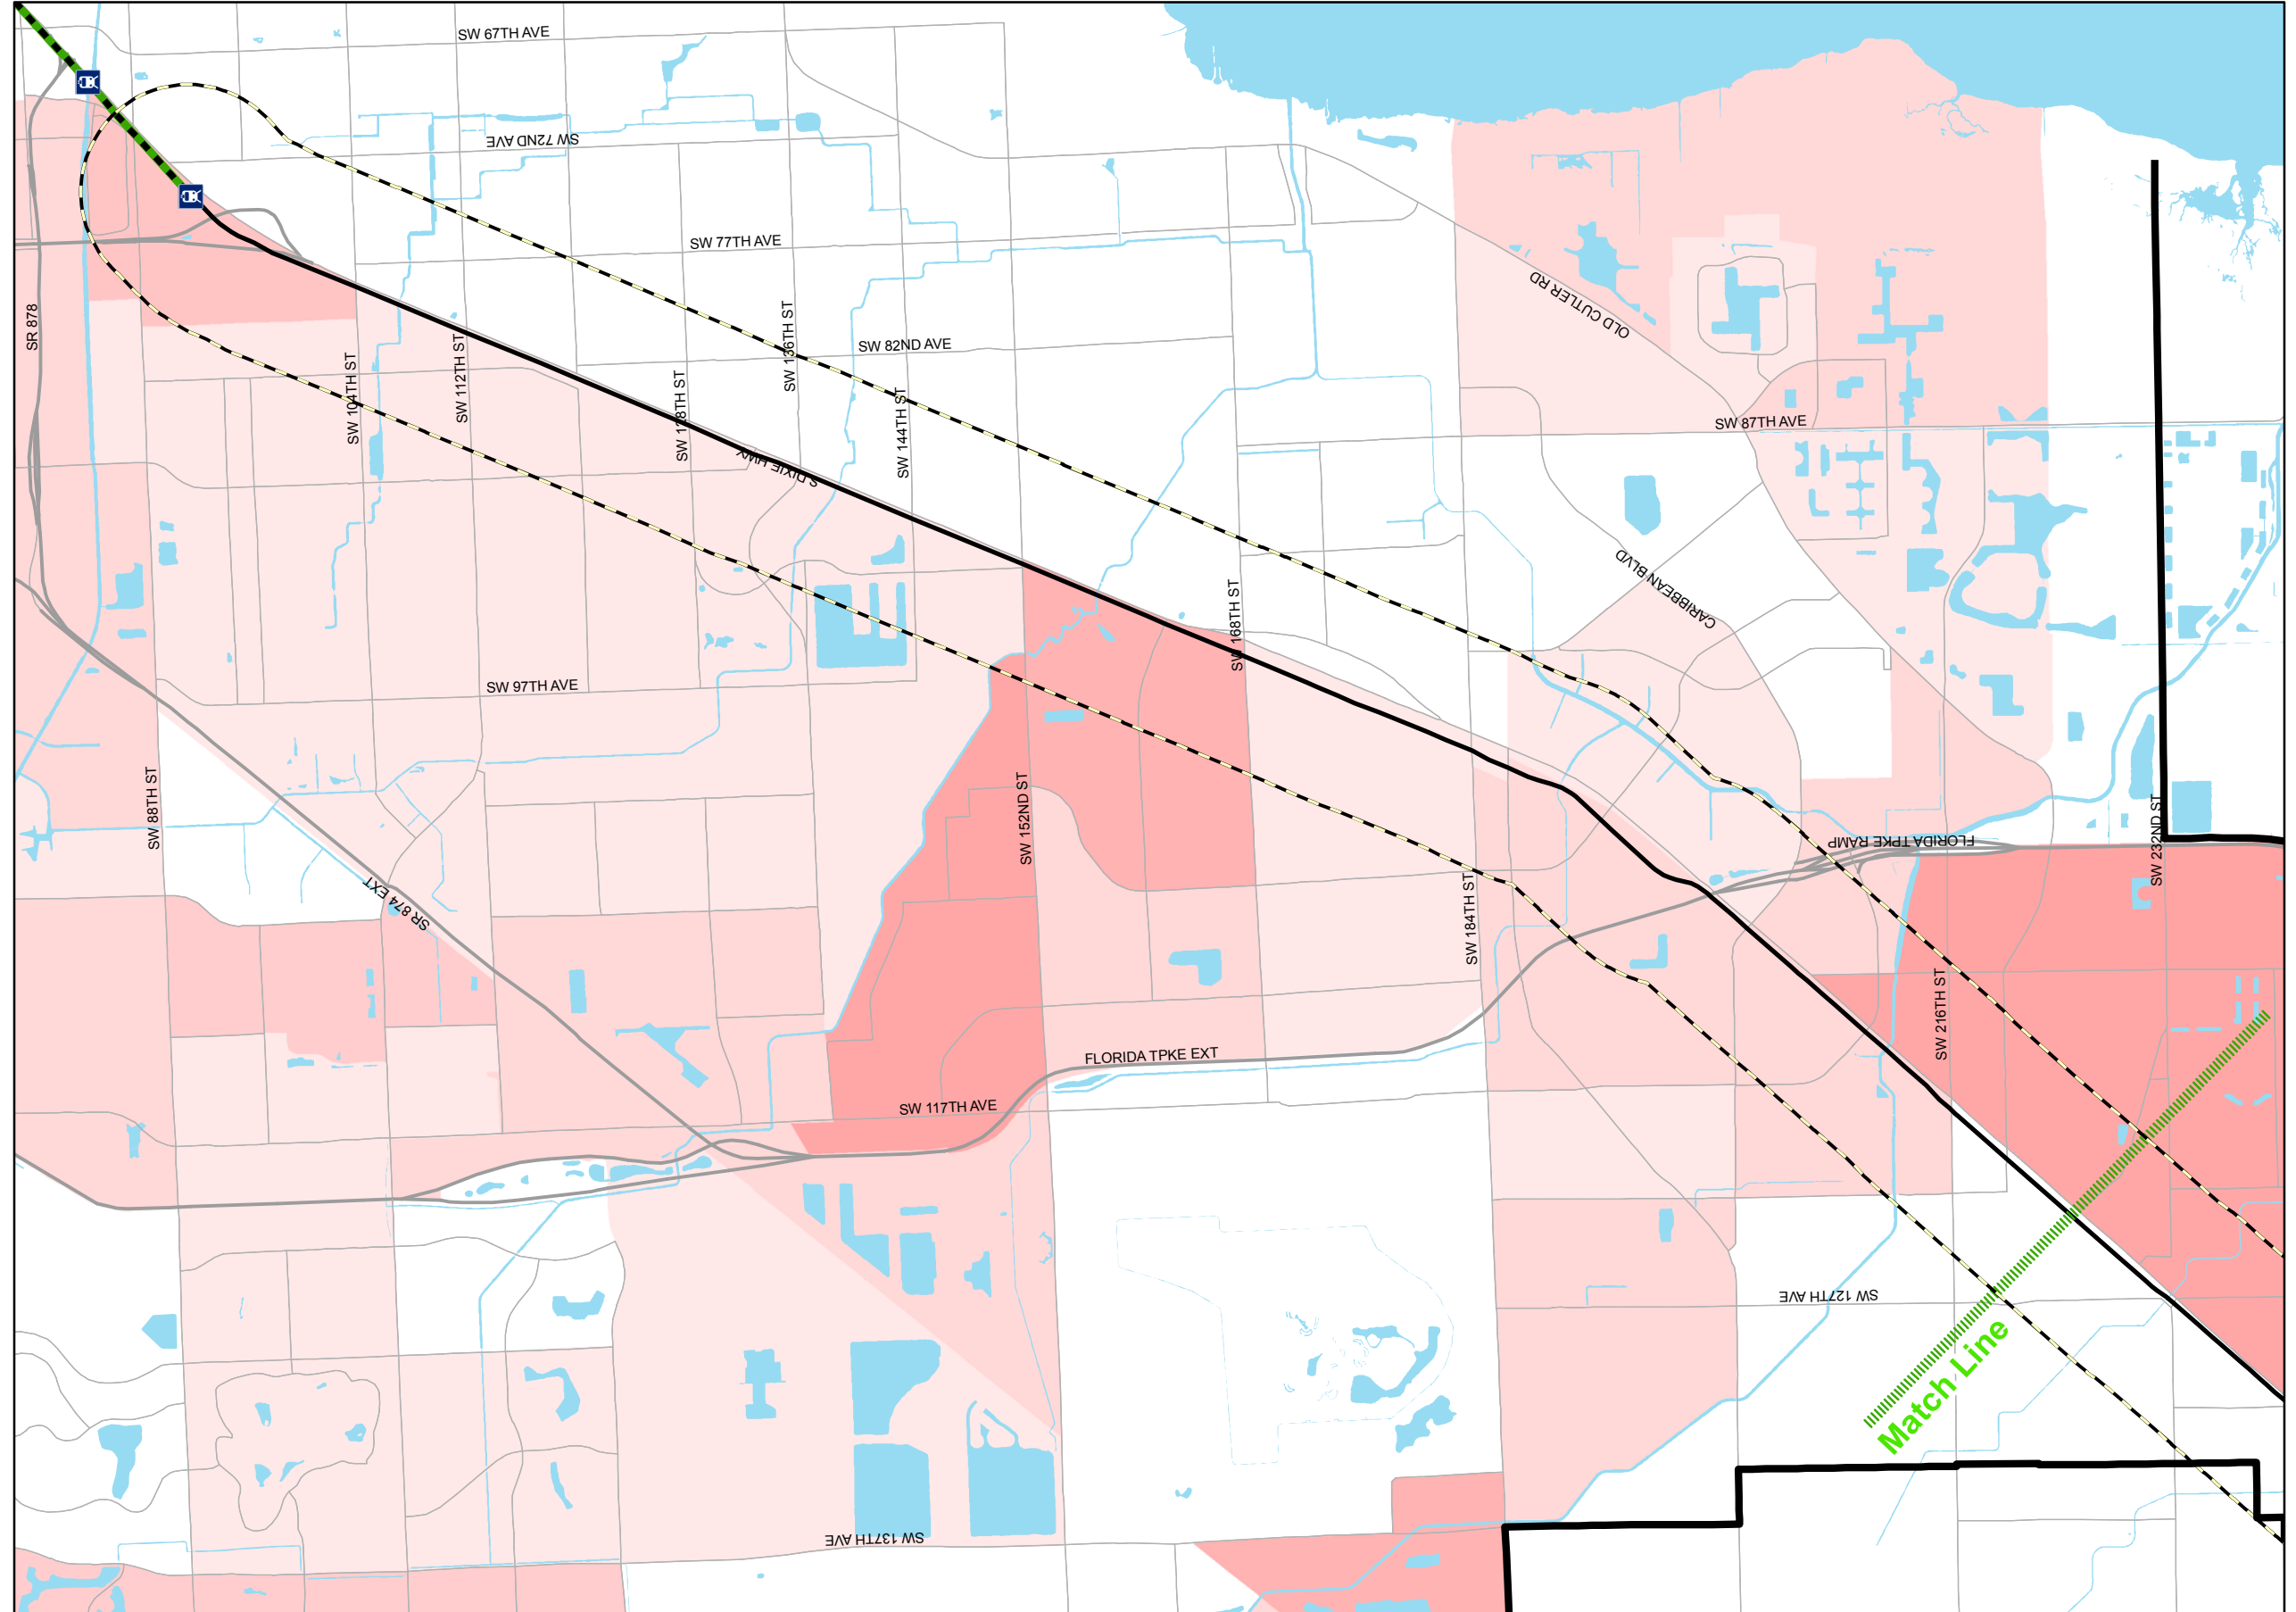 SW 67TH AVE
SW 72ND AVE
SW 77TH AVE
OLD CUTLER RD
SR 878
SW 136TH ST
SW 82ND AVE
SW 104TH ST
SW 112TH ST
SW 128TH ST
SW 144TH ST
SW 87TH AVE
S DIXIE HWY
CARIBBEAN BLVD
SW 168TH ST
SW 97TH AVE
SW 88TH ST
SW 152ND ST
FLORIDA TPKE RAMP
SW 232ND ST
SR 874 EXT
SW 184TH ST
SW 216TH ST
FLORIDA TPKE EXT
SW 117TH AVE
SW 127TH AVE
Match Line
SW 137TH AVE